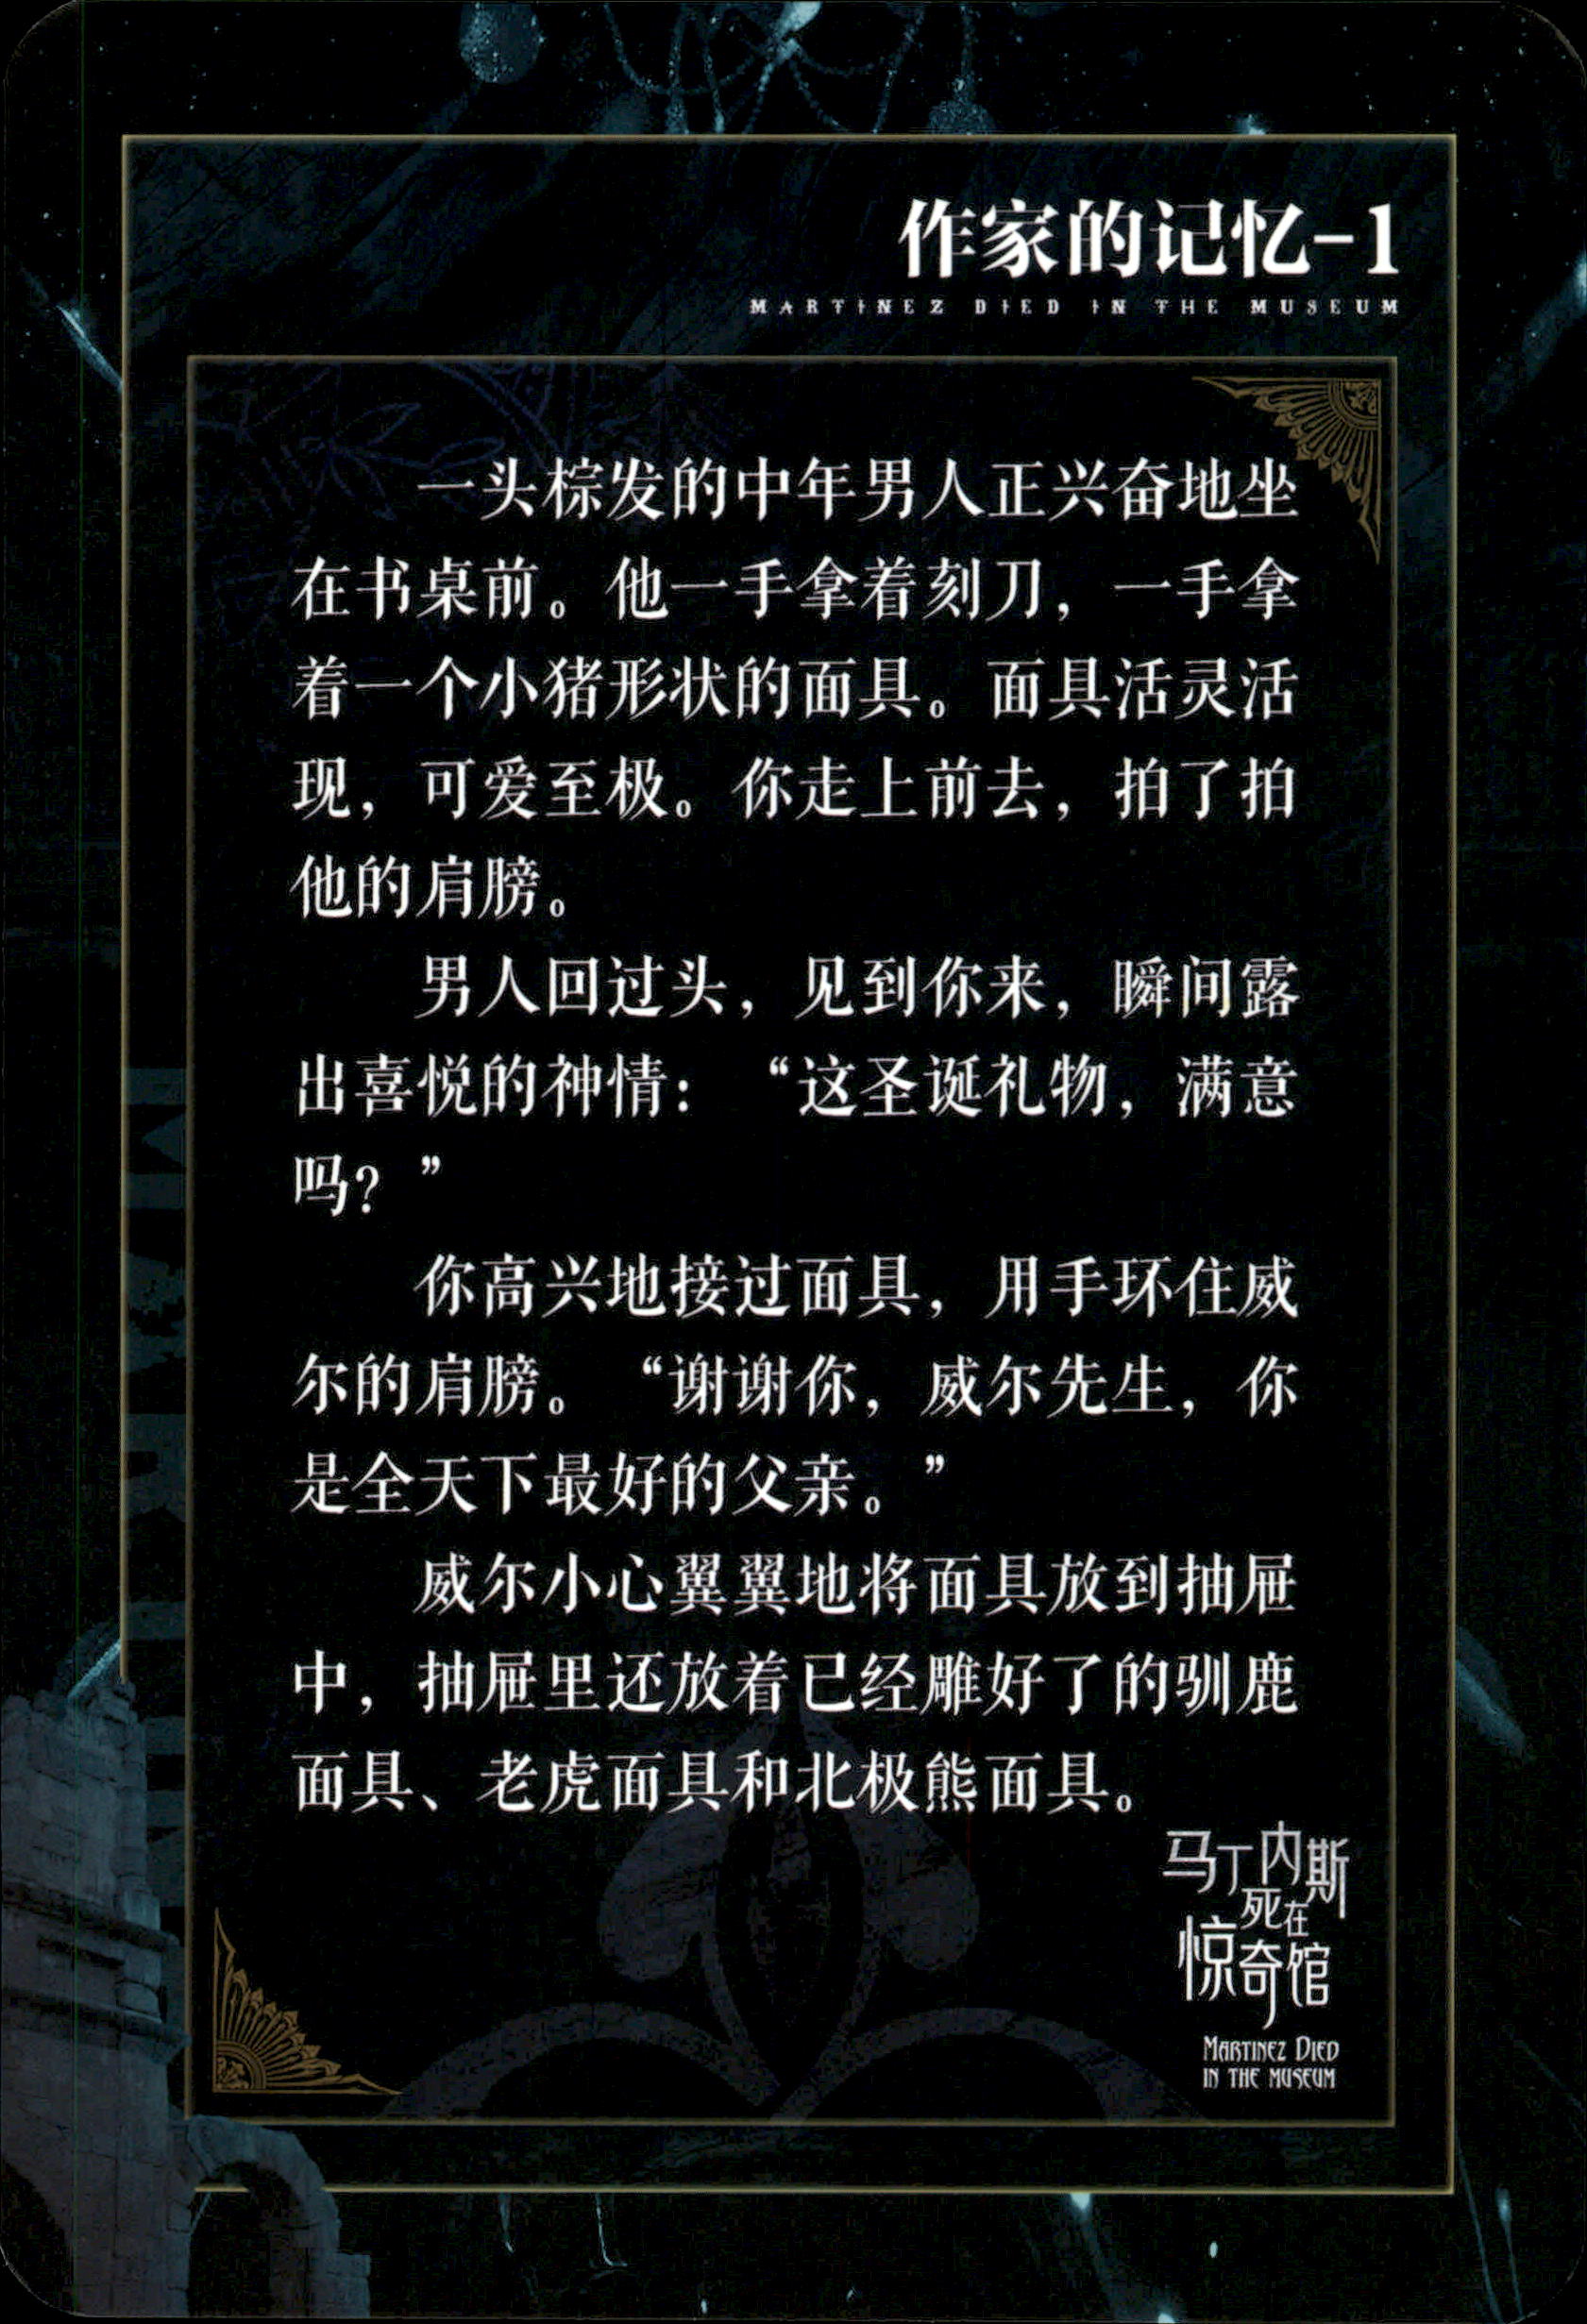 作家的记忆-1
MARTINEZ DIED IN THE MUSEUM
一头棕发的中年男人正兴奋地坐
在书桌前。他一手拿着刻刀，一手拿
着一个小猪形状的面具。面具活灵活
现，可爱至极。你走上前去，拍了拍
他的肩膀。
男人回过头，见到你来，瞬间露
出喜悦的神情：“这圣诞礼物，满意
吗？”
你高兴地接过面具，用手环住威
尔的肩膀。“谢谢你，威尔先生，你
是全天下最好的父亲。”
威尔小心翼翼地将面具放到抽屉
中，抽屉里还放着已经雕好了的驯鹿
面具、老虎面具和北极熊面具。
马丁内斯
死在
惊奇馆
MARTINEZ DIED
IN THE MUSEUM